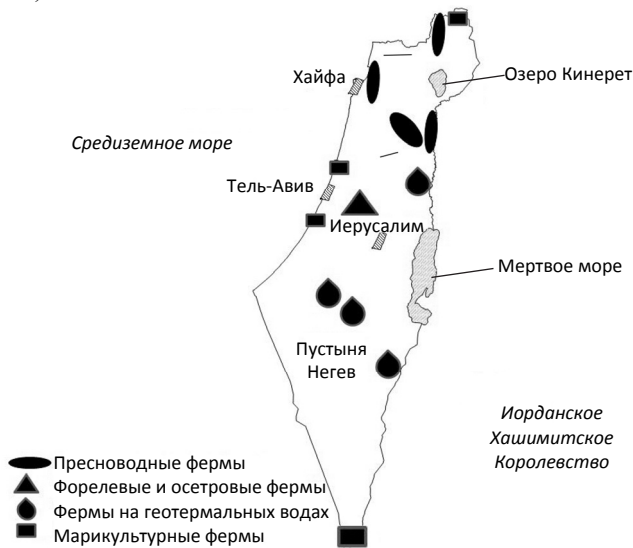 Хайфа
Озеро Кинерет
Средиземное море
Тель-Авив
Иерусалим
Мертвое море
Пустыня
Негев
Иорданское
Хашимитское
Королевство
Пресноводные фермы
Форелевые и осетровые фермы
Фермы на геотермальных водах
Марикультурные фермы